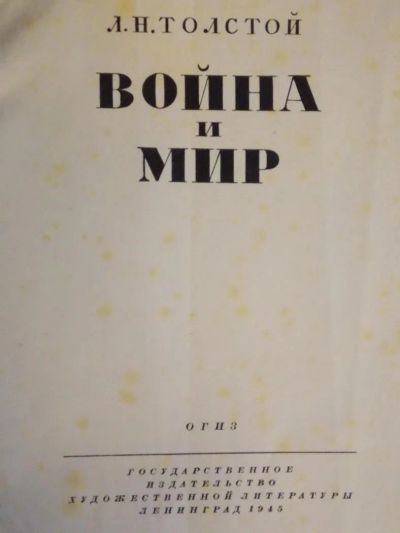 Л.Н.ТОЛСТОЙ
ВОЙНА
и
МИР
ОГИЗ
ГОСУДАРСТВЕННОЕ
ИЗДАТЕЛЬСТВО
ХУДОЖЕСТВЕННОЙ ЛИТЕРАТУРЫ
ЛЕНИНГРАД 1945